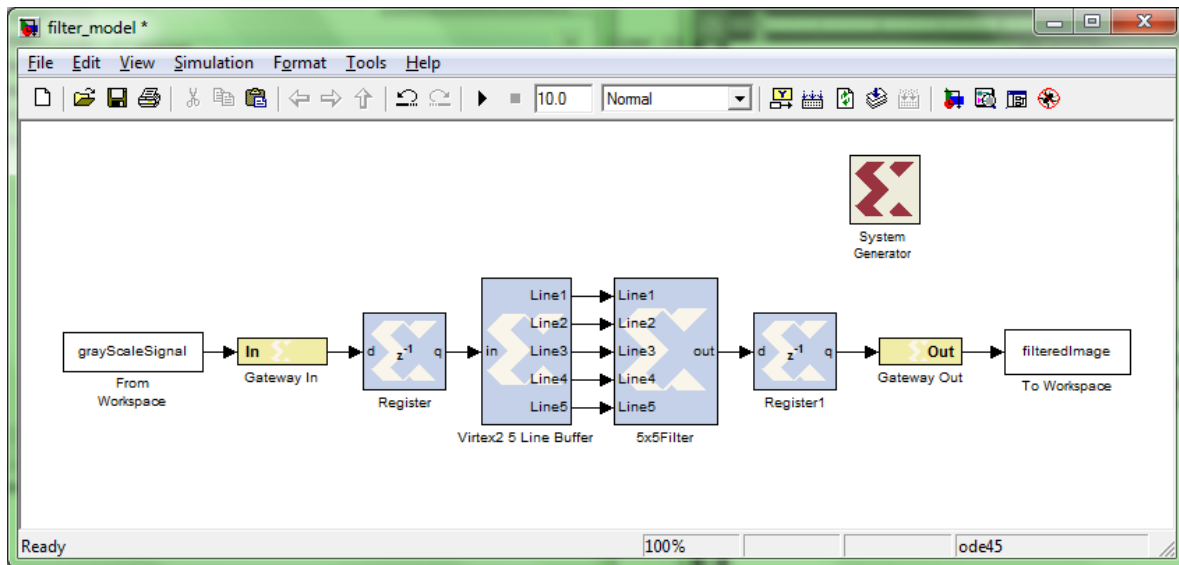 filter_model *
File Edit View Simulation Format Tools Help
10.0 Normal
System
Generator
grayScaleSignal
From
Workspace
In
Gateway In
d z-1 q
Register
in
Line1
Line2
Line3
Line4
Line5
Virtex2 5 Line Buffer
Line1
Line2
Line3
Line4
Line5
out
5x5Filter
d z-1 q
Register1
Out
Gateway Out
filteredImage
To Workspace
Ready 100% ode45